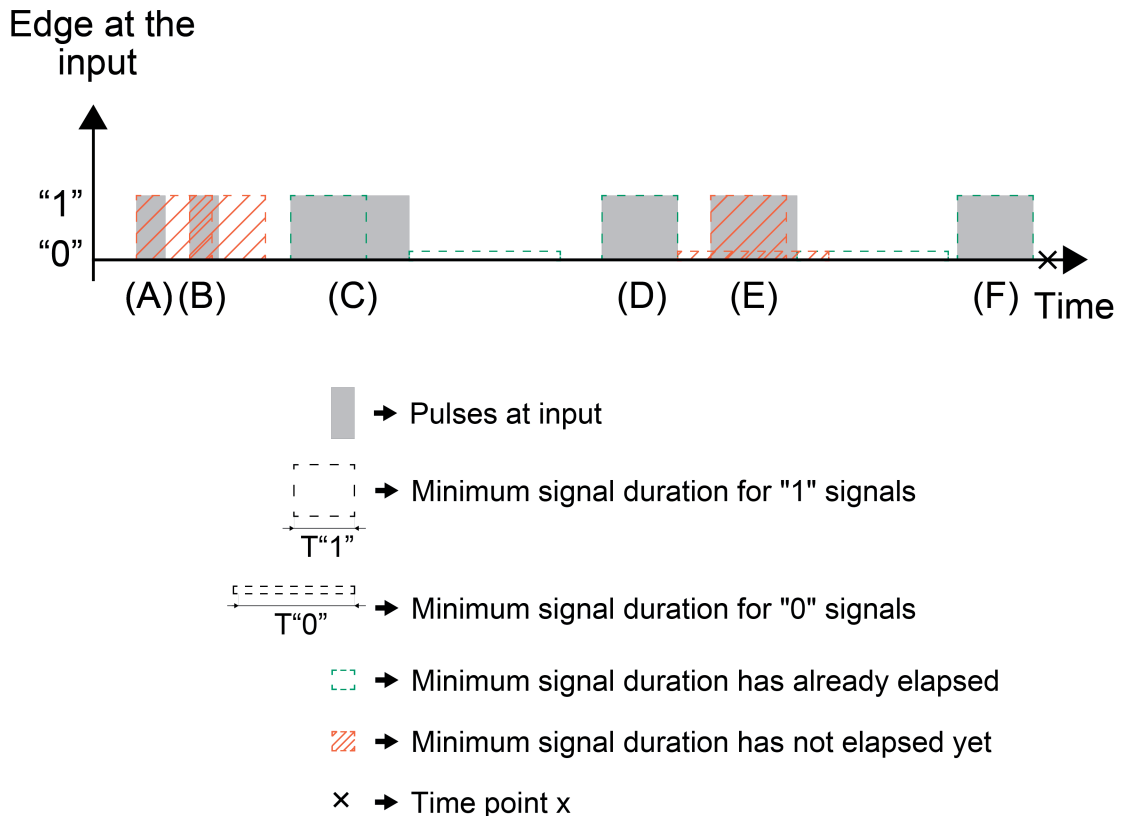 Edge at the
input
“1”
“0”
(A) (B) (C) (D) (E) (F)
Time
Pulses at input
Minimum signal duration for "1" signals
T“1”
Minimum signal duration for "0" signals
T“0”
Minimum signal duration has already elapsed
Minimum signal duration has not elapsed yet
Time point x